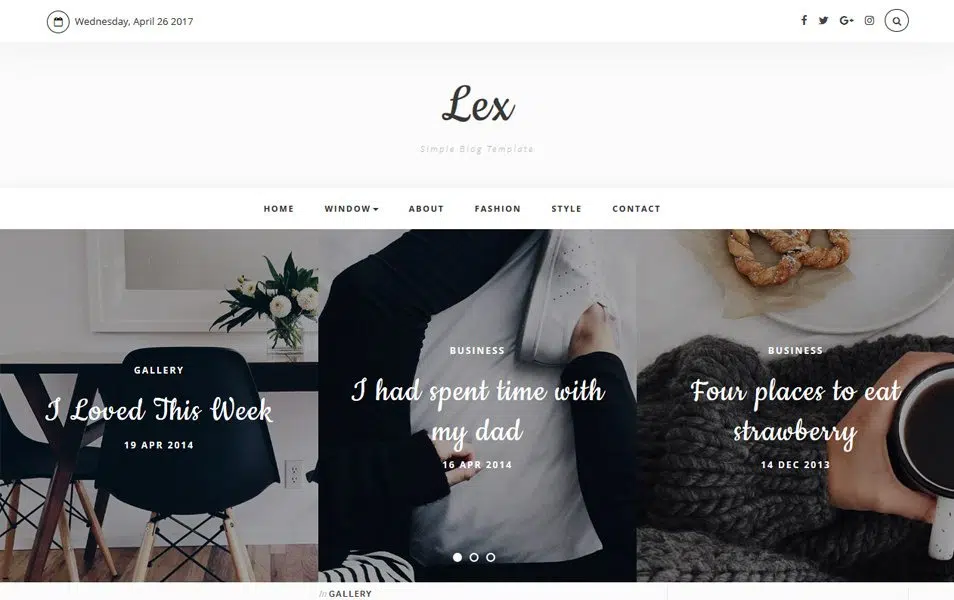 Wednesday, April 26 2017
Lex
Simple Blog Template
HOME WINDOW ABOUT FASHION STYLE CONTACT
GALLERY
I Loved This Week
19 APR 2014
BUSINESS
I had spent time with
my dad
16 APR 2014
BUSINESS
Four places to eat
strawberry
14 DEC 2013
In GALLERY